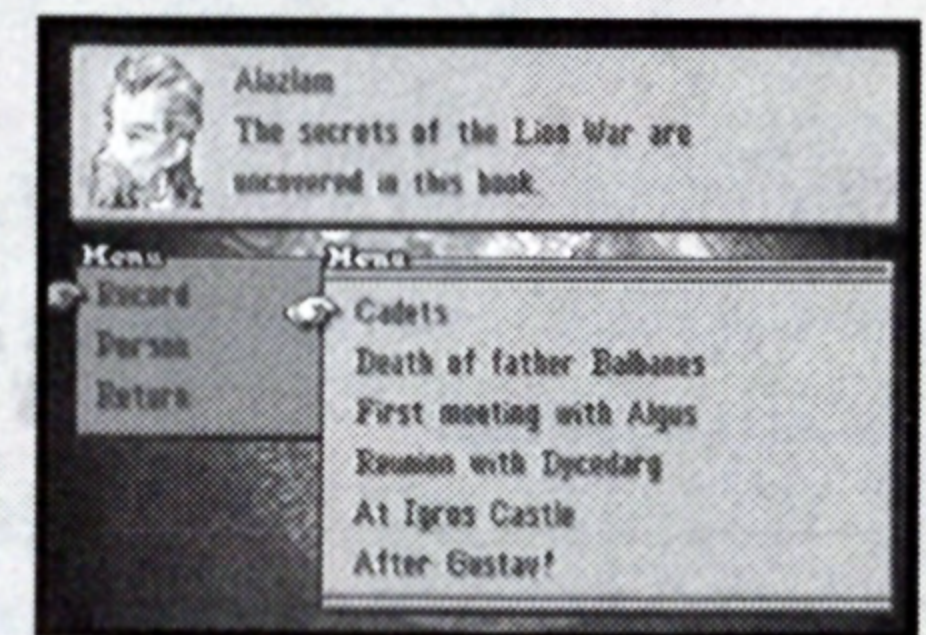 Alazlam
The secrets of the Lion War are
uncovered in this book.
Menu
Record
Person
Return
Menu
Cadets
Death of father Balbanes
First meeting with Algus
Reunion with Dycedarg
At Igros Castle
After Gustav!